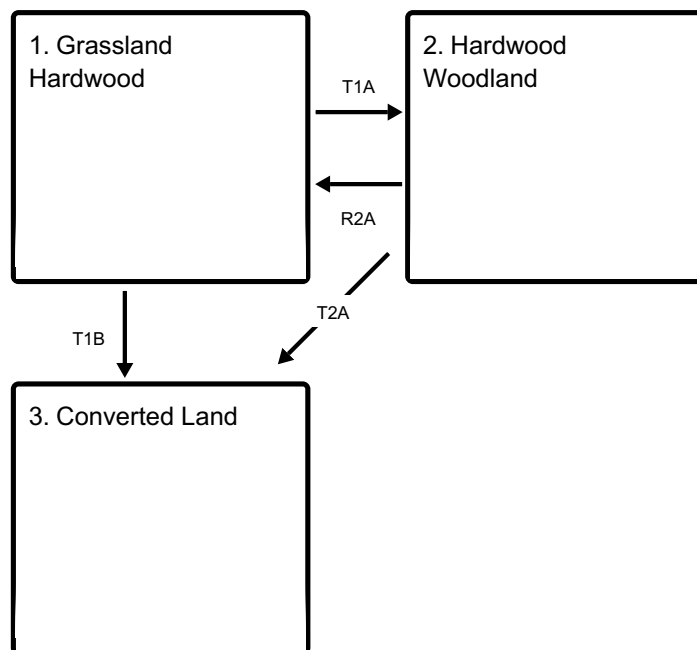 1. Grassland
Hardwood
2. Hardwood
Woodland
T1A
R2A
T2A
T1B
3. Converted Land